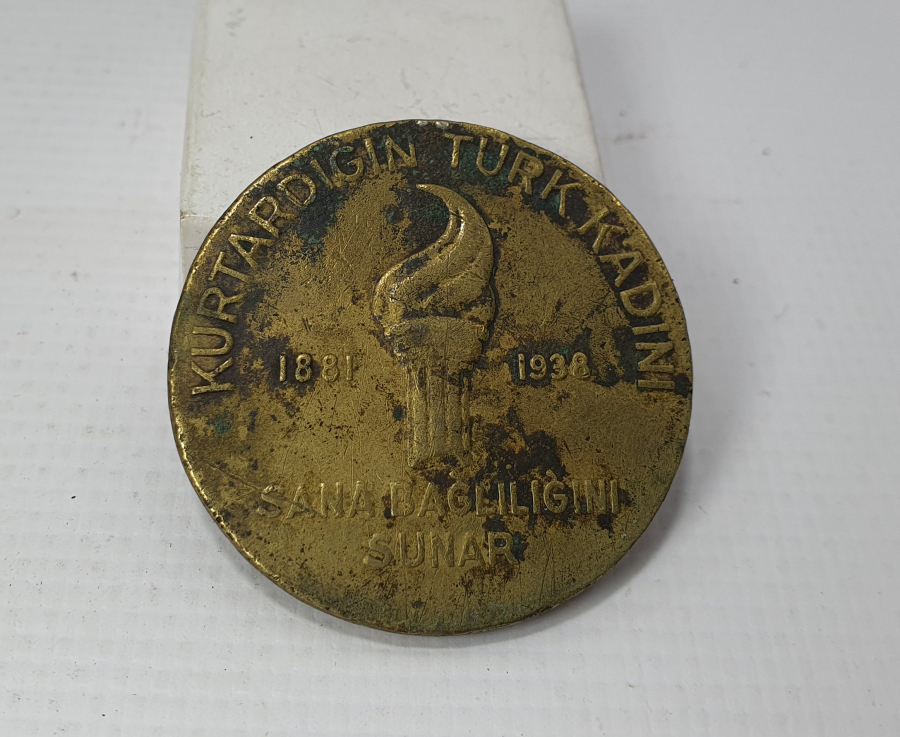 KURTARDIGIN TURK KADINI
1881 1938
SANA BAGLILIGINI
SUNAR